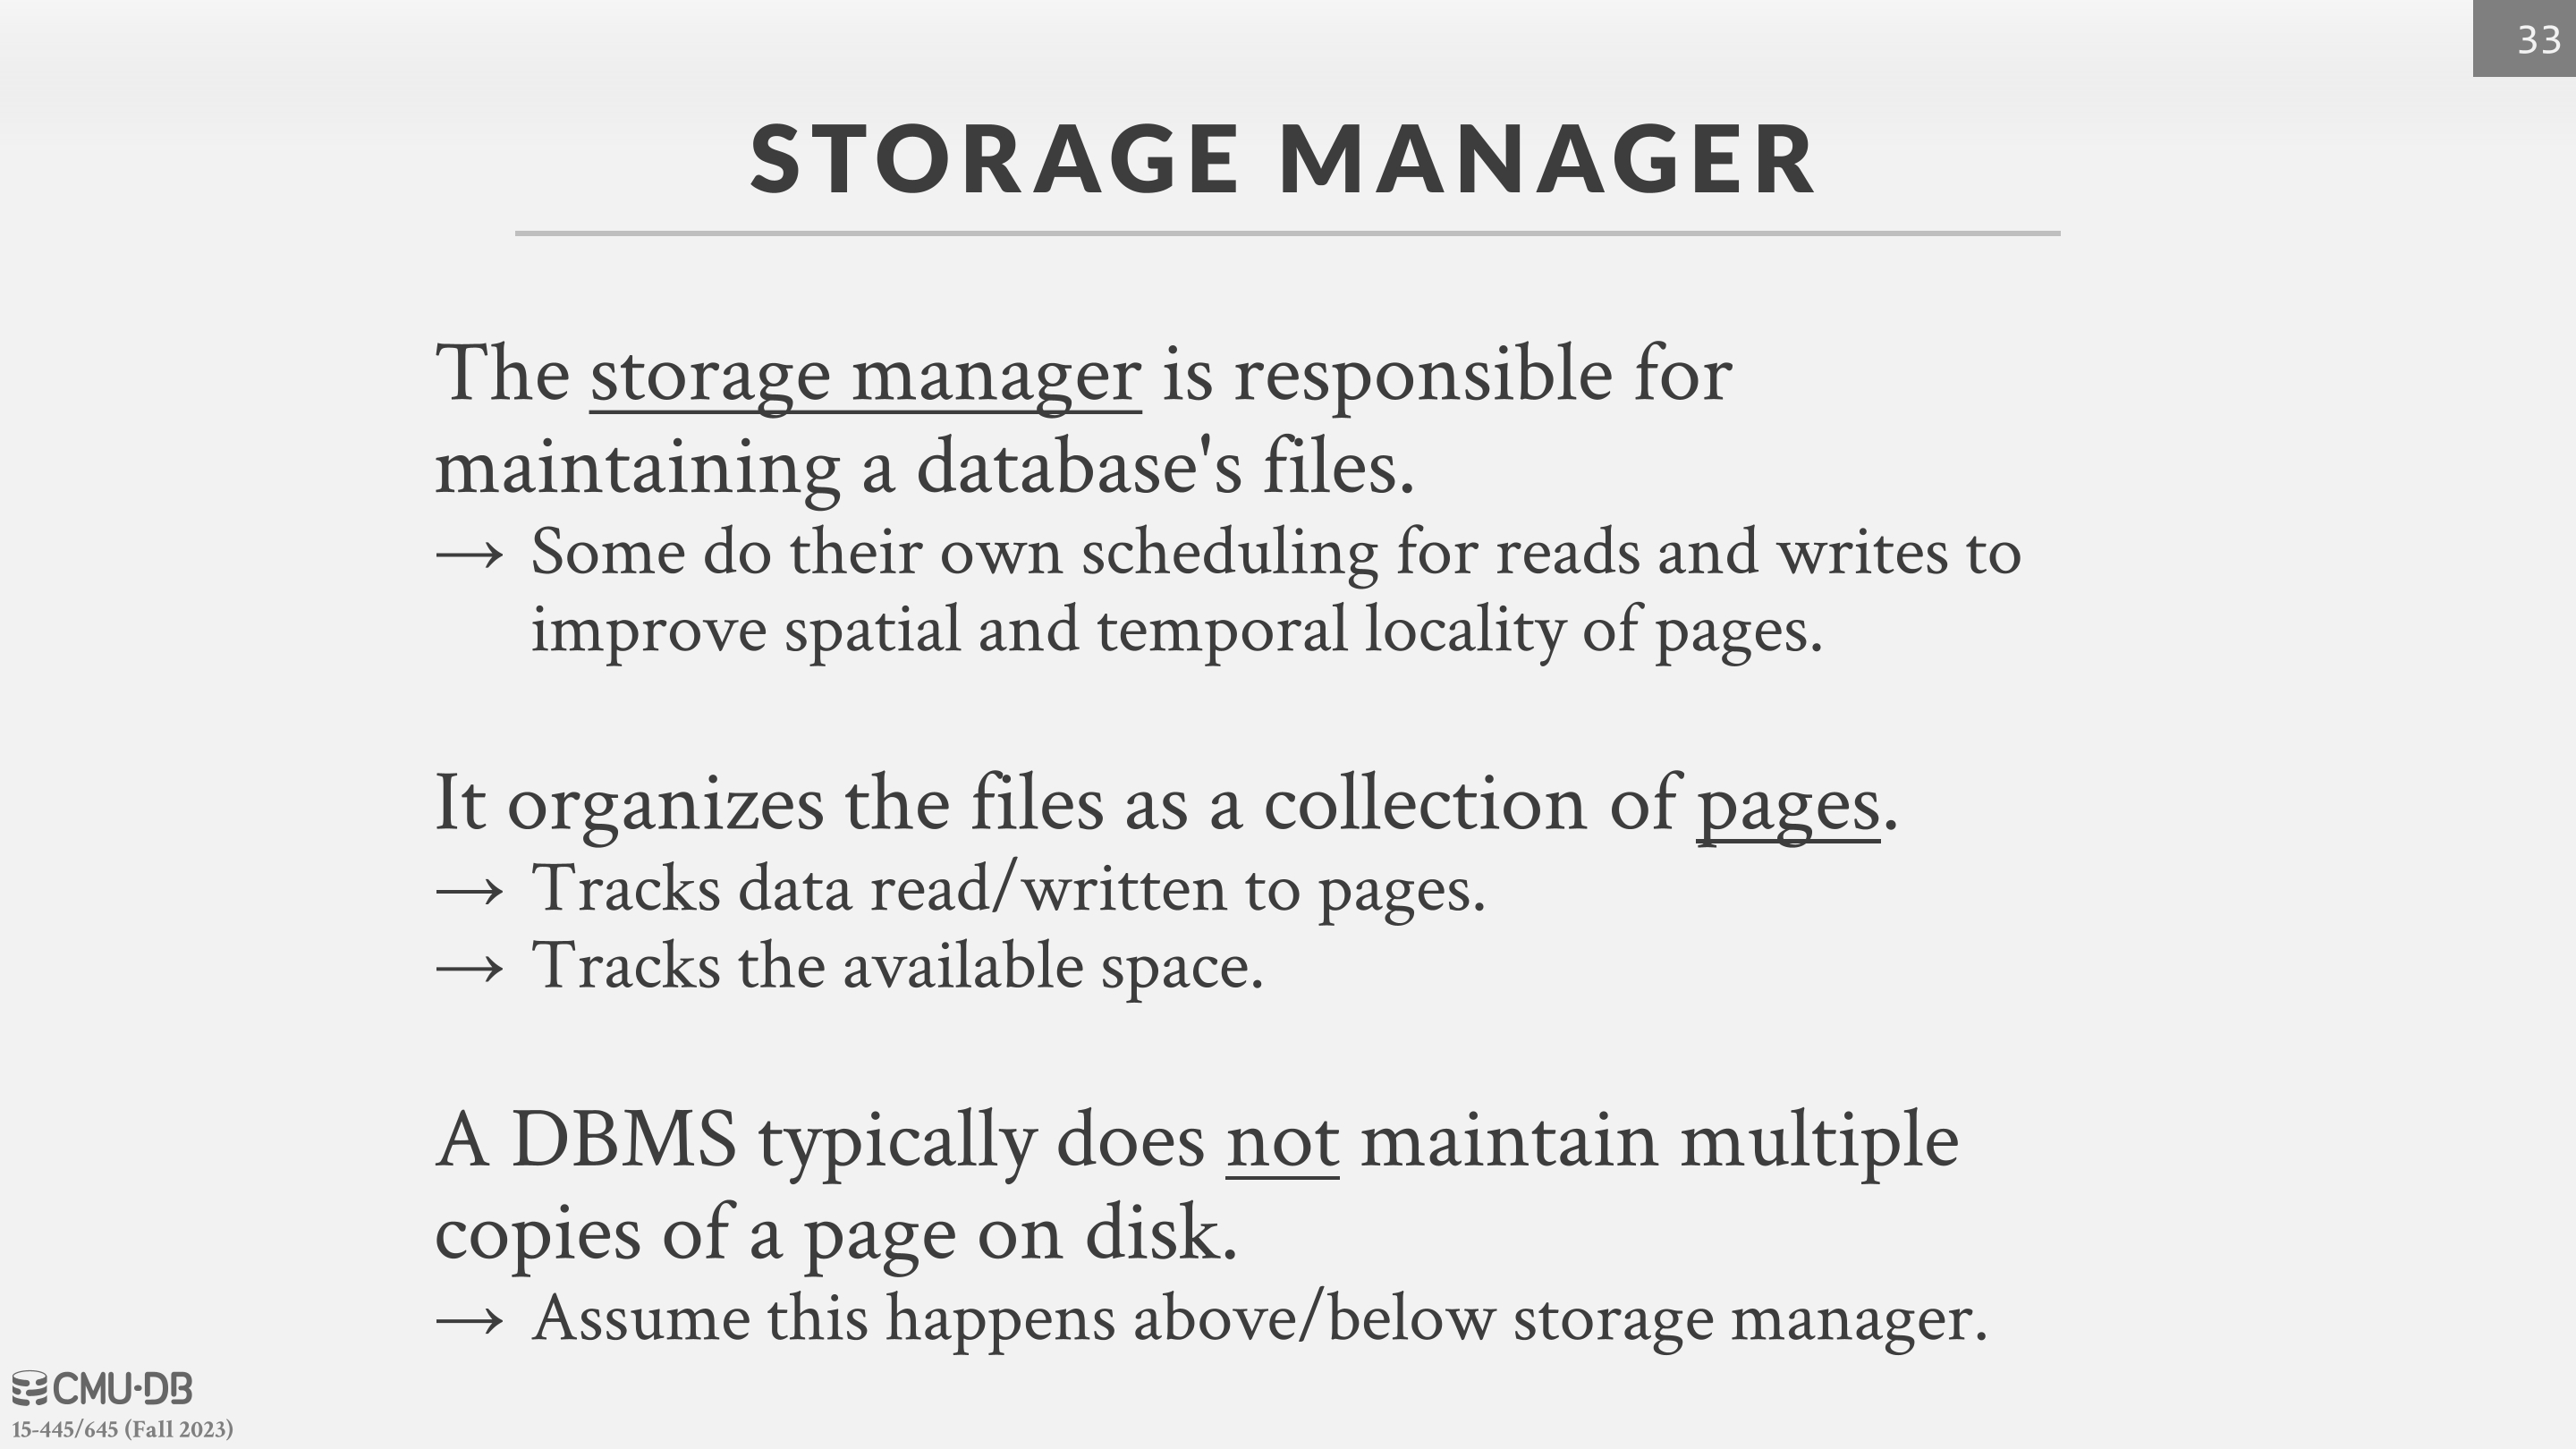 33
STORAGE MANAGER
The storage manager is responsible for
maintaining a database's files.
→ Some do their own scheduling for reads and writes to
improve spatial and temporal locality of pages.
It organizes the files as a collection of pages.
→ Tracks data read/written to pages.
→ Tracks the available space.
A DBMS typically does not maintain multiple
copies of a page on disk.
→ Assume this happens above/below storage manager.
CMU·DB
15-445/645 (Fall 2023)